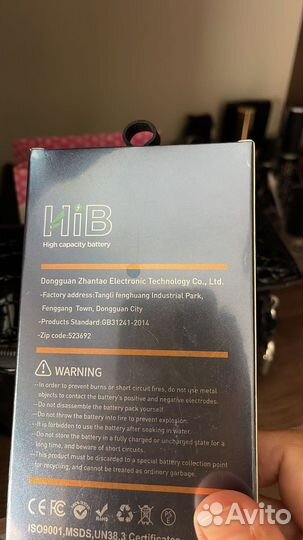 HiB
High capacity battery
Dongguan Zhantao Electronic Technology Co., Ltd.
-Factory address:Tangli fenghuang Industrial Park,
Fenggang Town, Dongguan City
-Products Standard:GB31241-2014
-Zip code:523692
WARNING
-In order to prevent burns or short circuit fires, do not use metal
objects to contact the battery's positive and negative electrodes.
-Do not disassemble the battery pack yourself.
-Do not throw the battery into fire to prevent explosion.
-It is forbidden to use the battery after soaking in water.
-Do not store the battery in a fully charged or uncharged state for a
long time, and beware of short circuits.
-This product must be discarded to a special battery collection point
for recycling, and cannot be treated as ordinary garbage.
CE FC
ISO9001,MSDS,UN38.3 Certificates
Avito